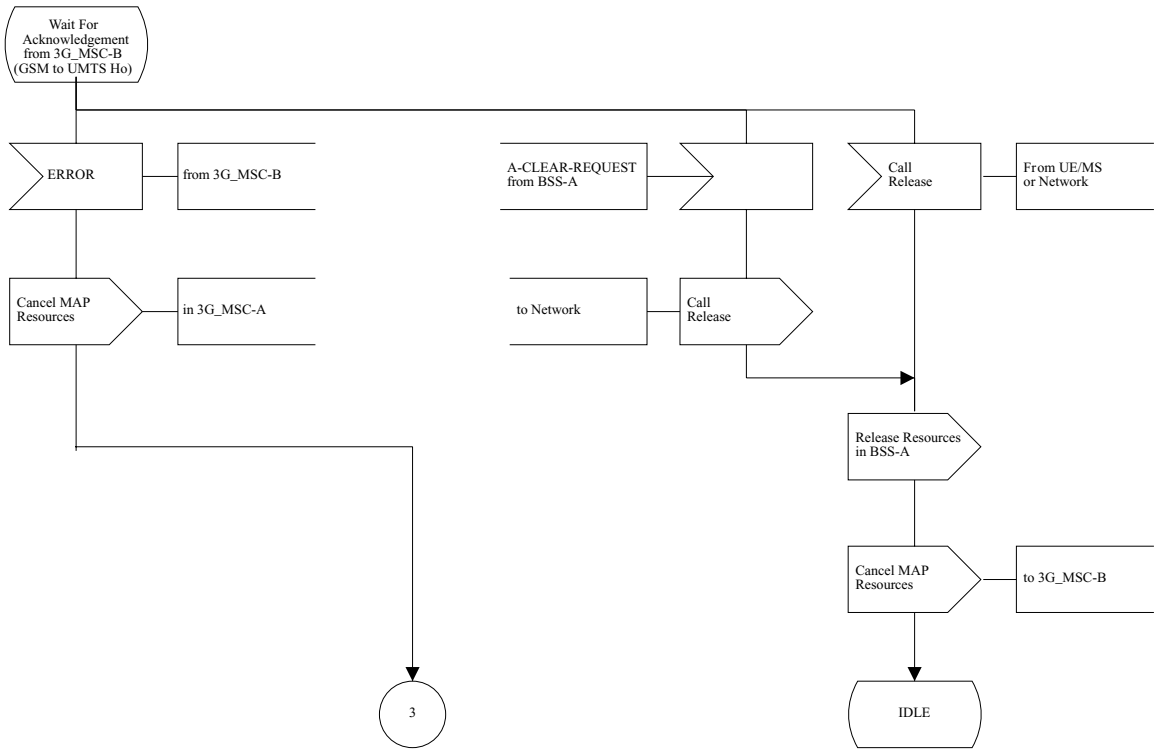 Wait For
Acknowledgement
from 3G_MSC-B
(GSM to UMTS Ho)
ERROR
from 3G_MSC-B
A-CLEAR-REQUEST
from BSS-A
Call
Release
From UE/MS
or Network
Cancel MAP
Resources
in 3G_MSC-A
to Network
Call
Release
Release Resources
in BSS-A
Cancel MAP
Resources
to 3G_MSC-B
3
IDLE